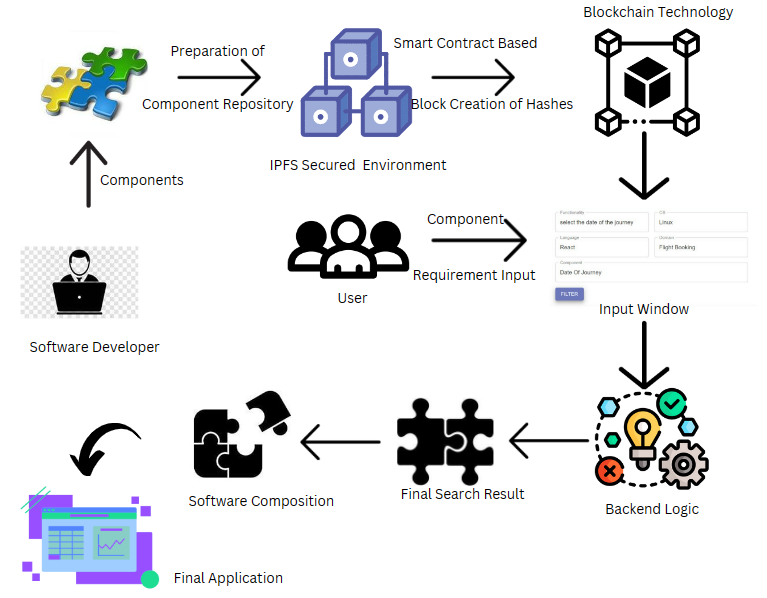 Blockchain Technology
Preparation of
Component Repository
Smart Contract Based
Block Creation of Hashes
IPFS Secured Environment
Components
Software Developer
User
Component
Requirement Input
Functionality
select the date of the journey
OS
Linux
Language
React
Domain
Flight Booking
Component
Date Of Journey
FILTER
Input Window
Backend Logic
Final Search Result
Software Composition
Final Application